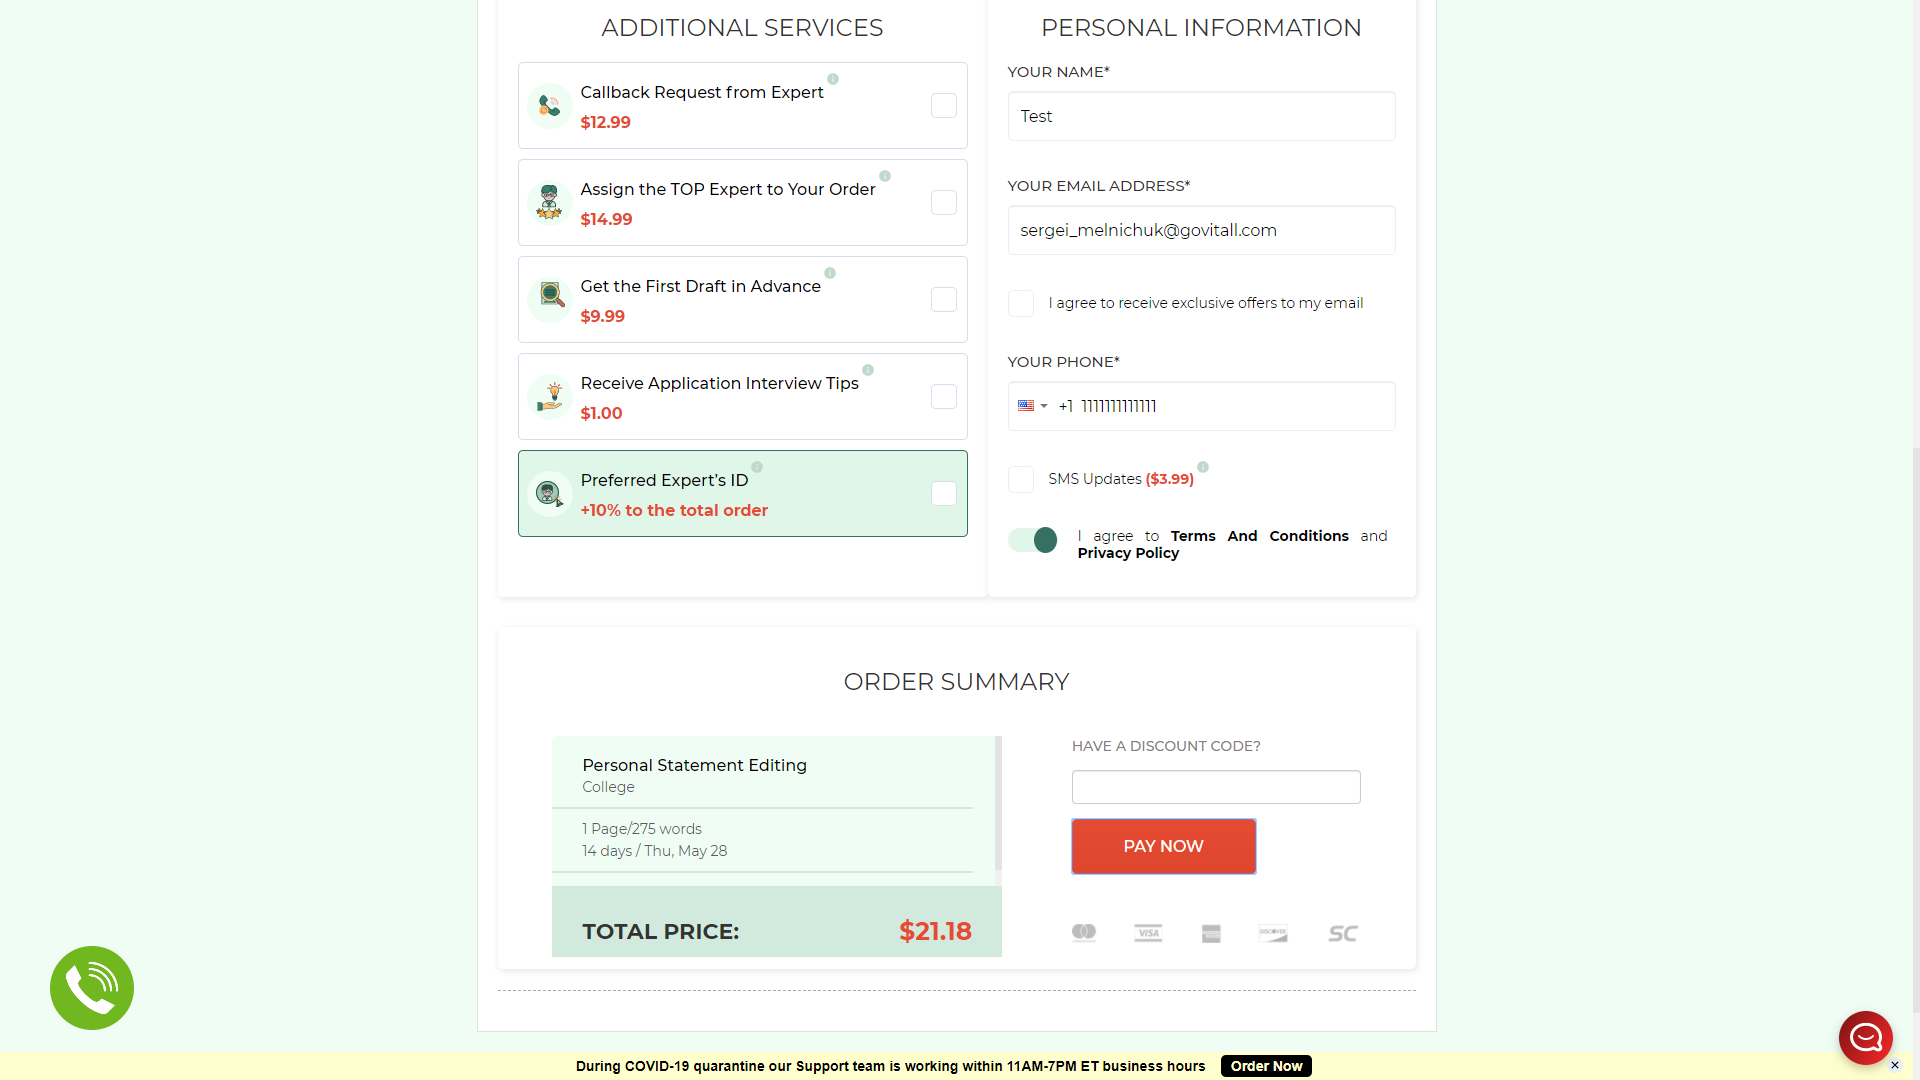 ADDITIONAL SERVICES
Callback Request from Expert
$12.99
Assign the TOP Expert to Your Order
$14.99
Get the First Draft in Advance
$9.99
Receive Application Interview Tips
$1.00
Preferred Expert's ID
+10% to the total order
PERSONAL INFORMATION
YOUR NAME*
Test
YOUR EMAIL ADDRESS*
sergei_melnichuk@govitall.com
I agree to receive exclusive offers to my email
YOUR PHONE*
+1 1111111111111
SMS Updates ($3.99)
I agree to Terms And Conditions and
Privacy Policy
ORDER SUMMARY
Personal Statement Editing
College
1 Page/275 words
14 days / Thu, May 28
TOTAL PRICE: $21.18
HAVE A DISCOUNT CODE?
PAY NOW
VISA
DISCOVER
SC
During COVID-19 quarantine our Support team is working within 11AM-7PM ET business hours
Order Now